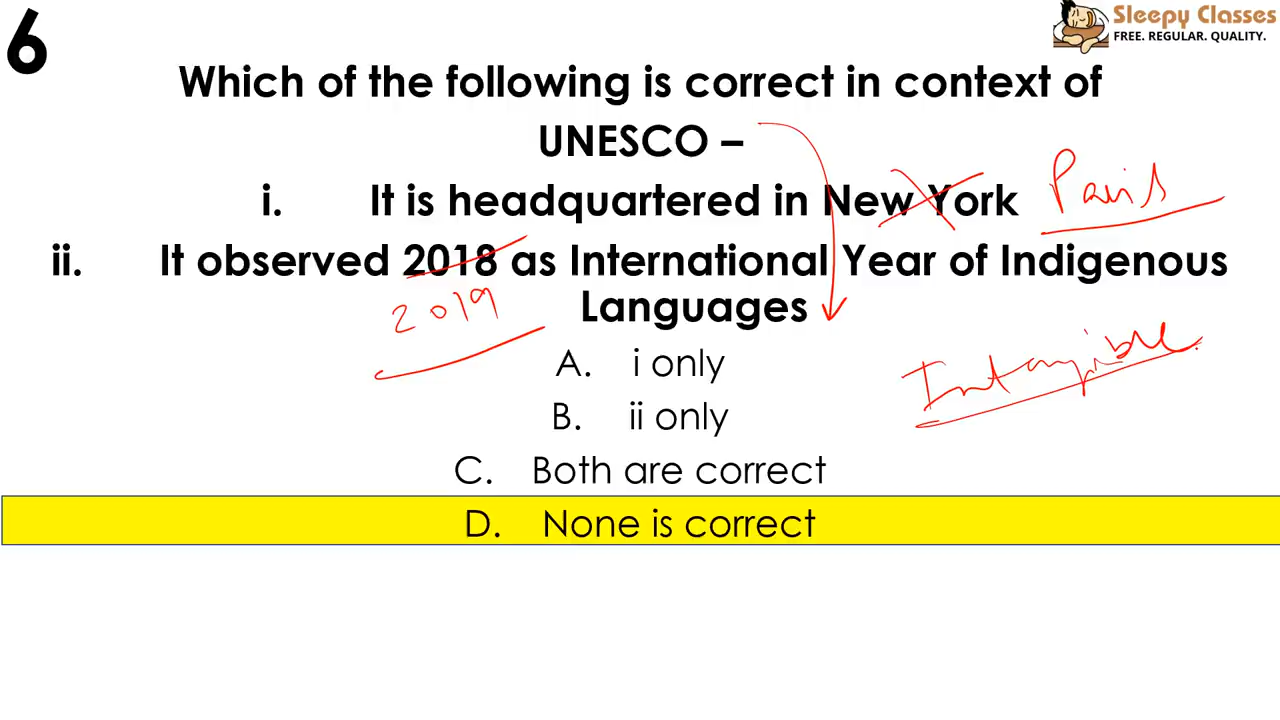 6
Sleepy Classes
FREE. REGULAR. QUALITY.
Which of the following is correct in context of
UNESCO –
i. It is headquartered in New York Paris
ii. It observed 2018 as International Year of Indigenous
2019 Languages
Intangible
A. i only
B. ii only
C. Both are correct
D. None is correct